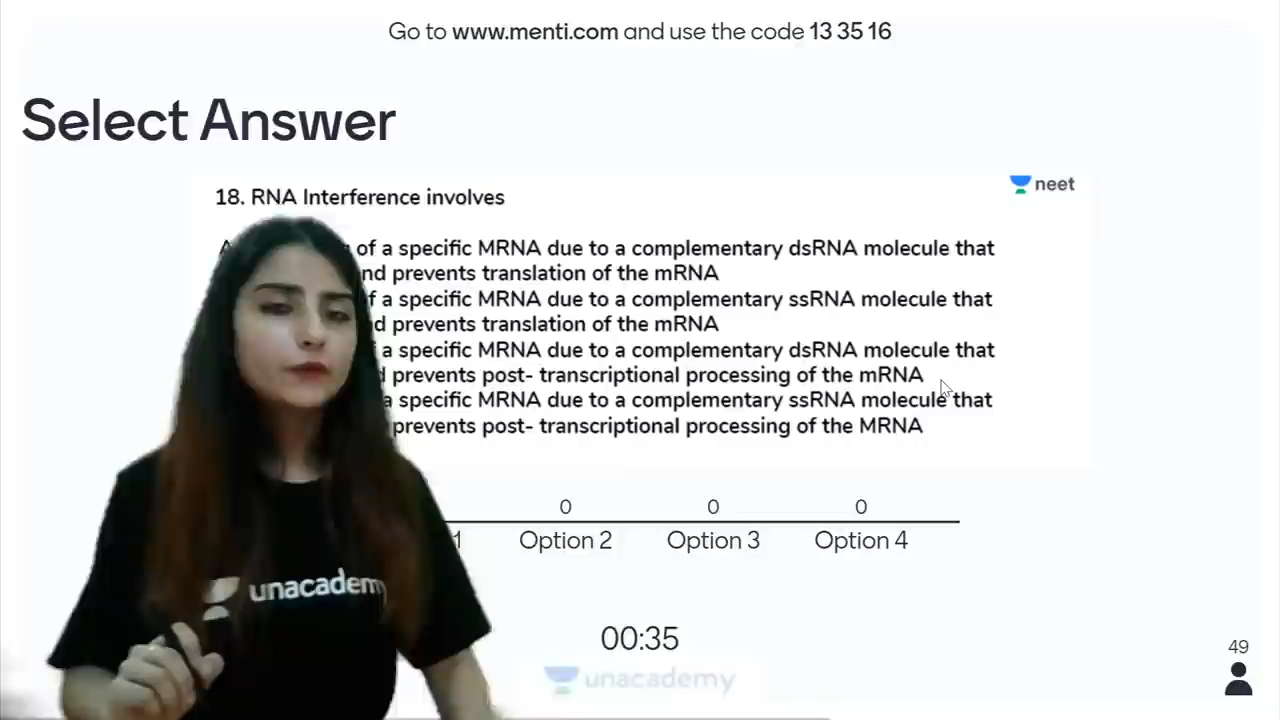 Go to www.menti.com and use the code 13 35 16
Select Answer
neet
18. RNA Interference involves
of a specific MRNA due to a complementary dsRNA molecule that
prevents translation of the mRNA
a specific MRNA due to a complementary ssRNA molecule that
prevents translation of the mRNA
a specific MRNA due to a complementary dsRNA molecule that
prevents post- transcriptional processing of the mRNA
a specific MRNA due to a complementary ssRNA molecule that
prevents post- transcriptional processing of the MRNA
0 0 0
1 Option 2 Option 3 Option 4
unacademy
00:35
49
unacademy